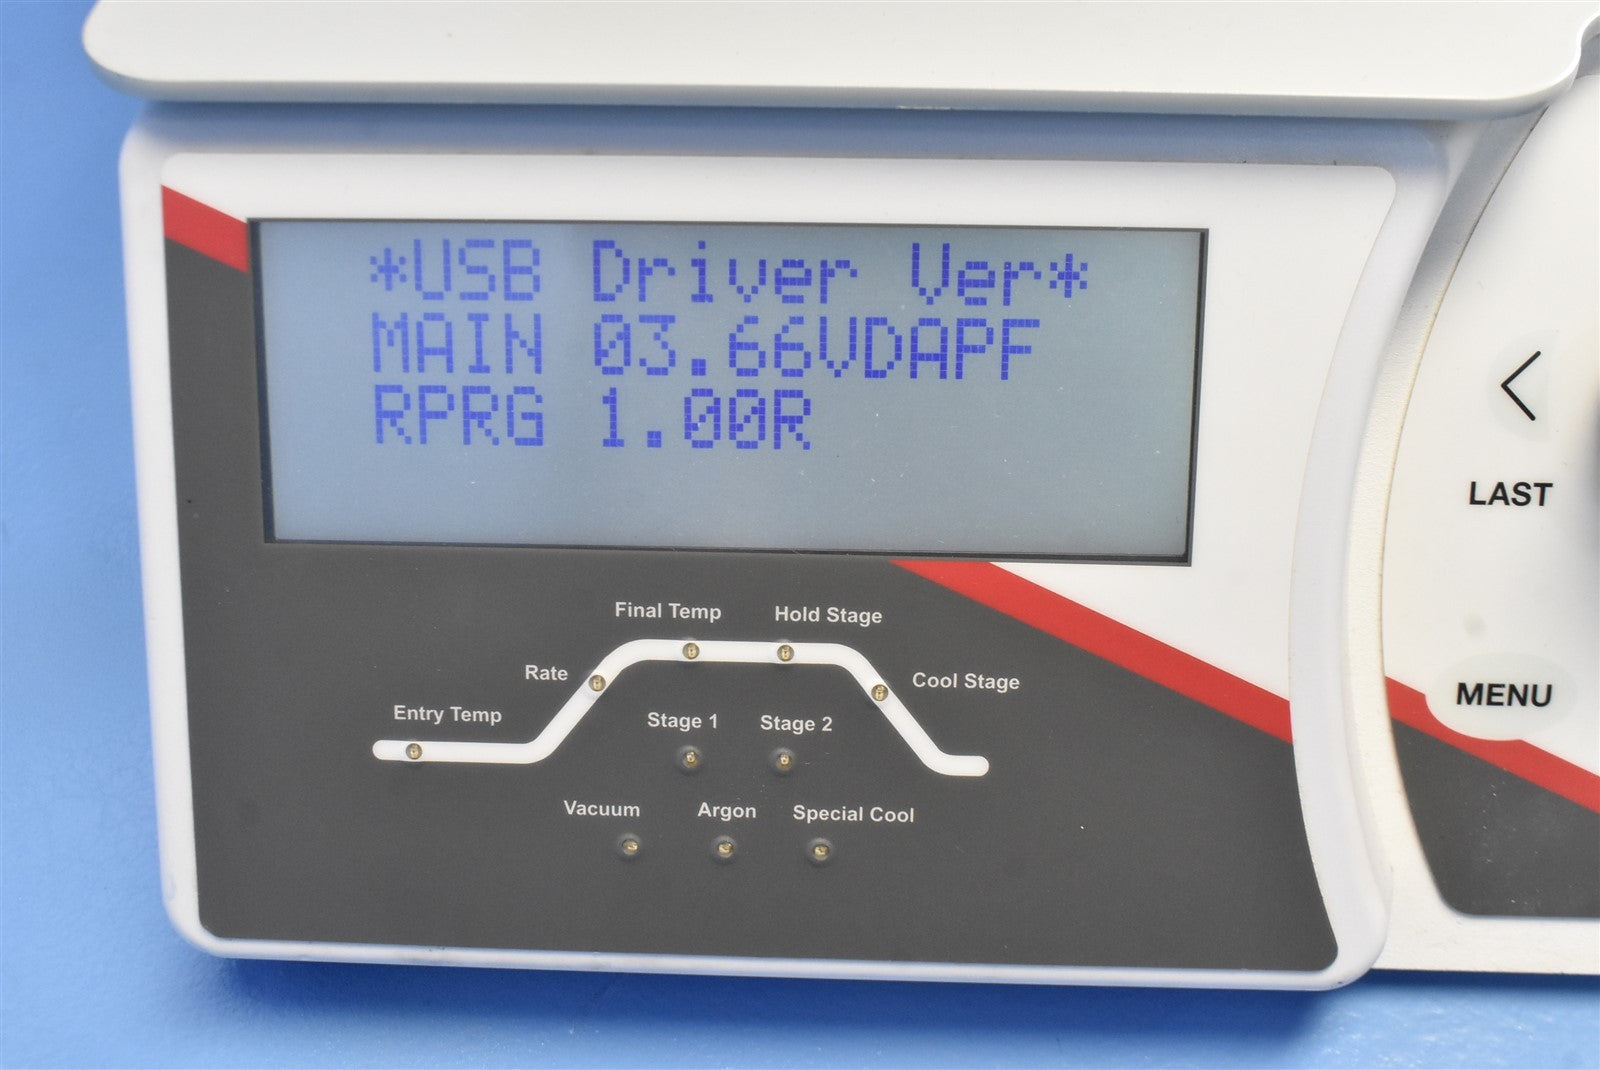 *USB Driver Ver*
MAIN 03.66VDAPF
RPRG 1.00R
LAST
MENU
Final Temp
Hold Stage
Rate
Cool Stage
Entry Temp
Stage 1
Stage 2
Vacuum
Argon
Special Cool